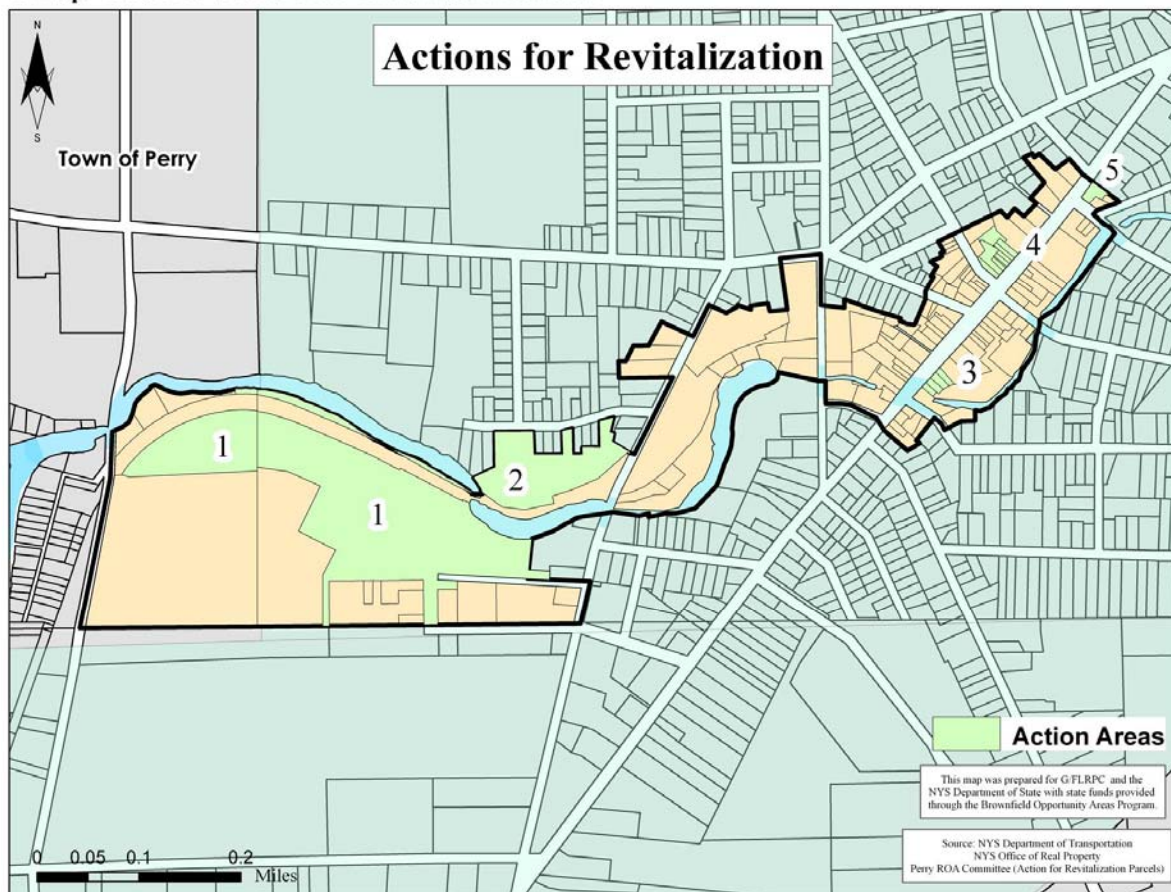 N
S
Actions for Revitalization
Town of Perry
5
4
3
1
2
1
Action Areas
This map was prepared for G/FLRPC and the
NYS Department of State with state funds provided
through the Brownfield Opportunity Areas Program.
Source: NYS Department of Transportation
NYS Office of Real Property
Perry ROA Committee (Action for Revitalization Parcels)
0 0.05 0.1 0.2
Miles